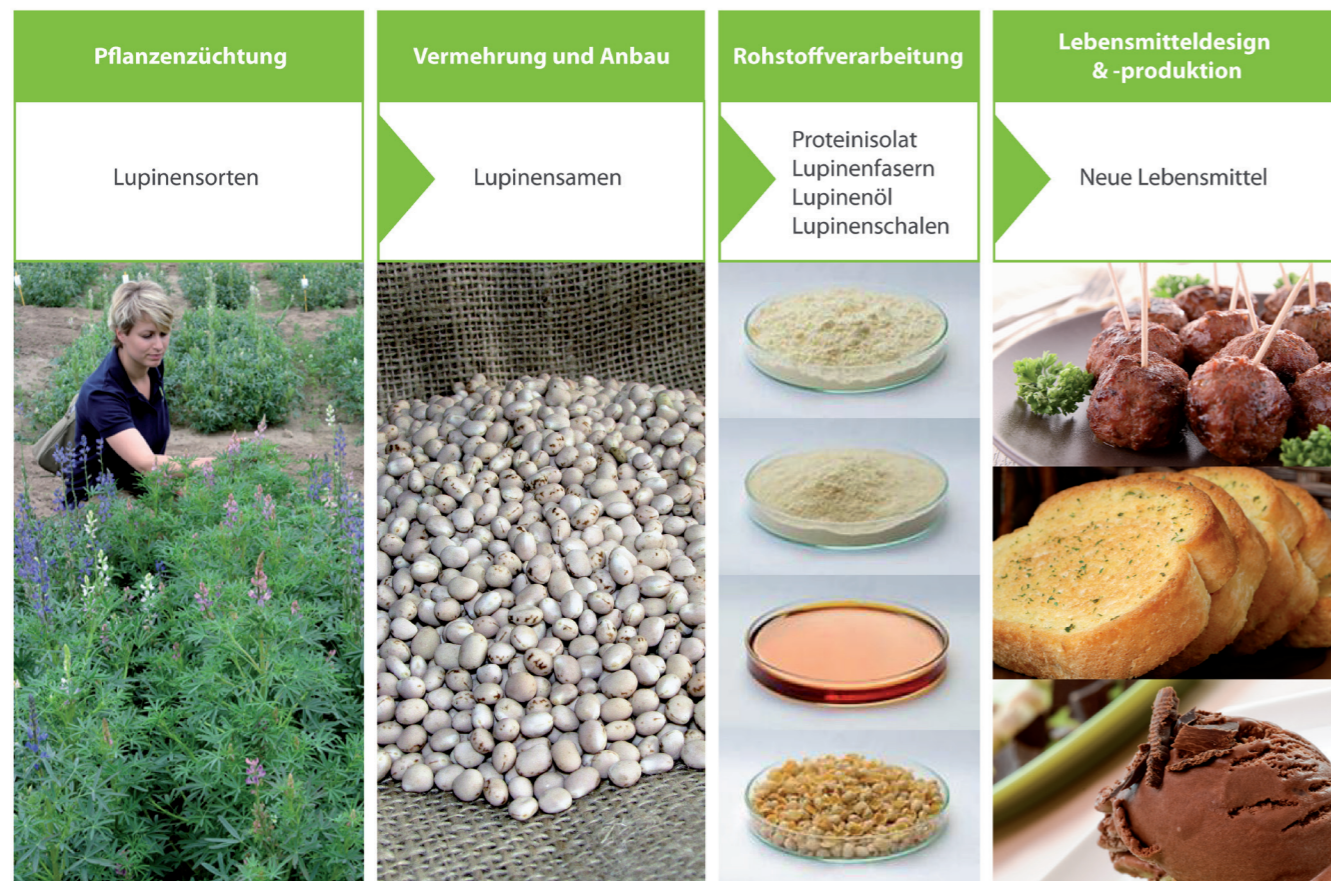 Pflanzenzüchtung
Lupinensorten
Vermehrung und Anbau
Lupinensamen
Rohstoffverarbeitung
Proteinisolat
Lupinenfasern
Lupinenöl
Lupinenschalen
Lebensmitteldesign
& -produktion
Neue Lebensmittel